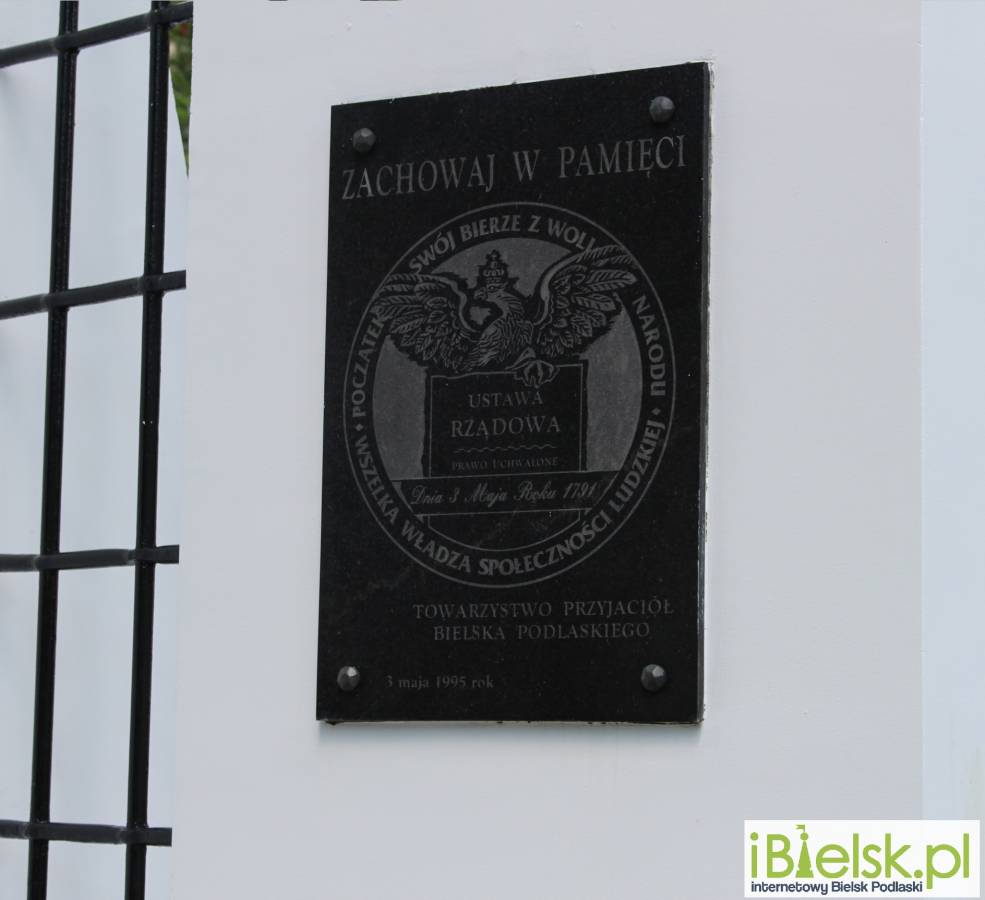 ZACHOWAJ W PAMIĘCI
WSZELKA WŁADZA SPOŁECZNOŚCI LUDZKIEJ • POCZĄTEK SWÓJ BIERZE Z WOLI NARODU •
USTAWA
RZĄDOWA
PRAWO UCHWALONE
Dnia 3 Maja Roku 1791
TOWARZYSTWO PRZYJACIÓŁ
BIELSKA PODLASKIEGO
3 maja 1995 rok
iBielsk.pl
internetowy Bielsk Podlaski